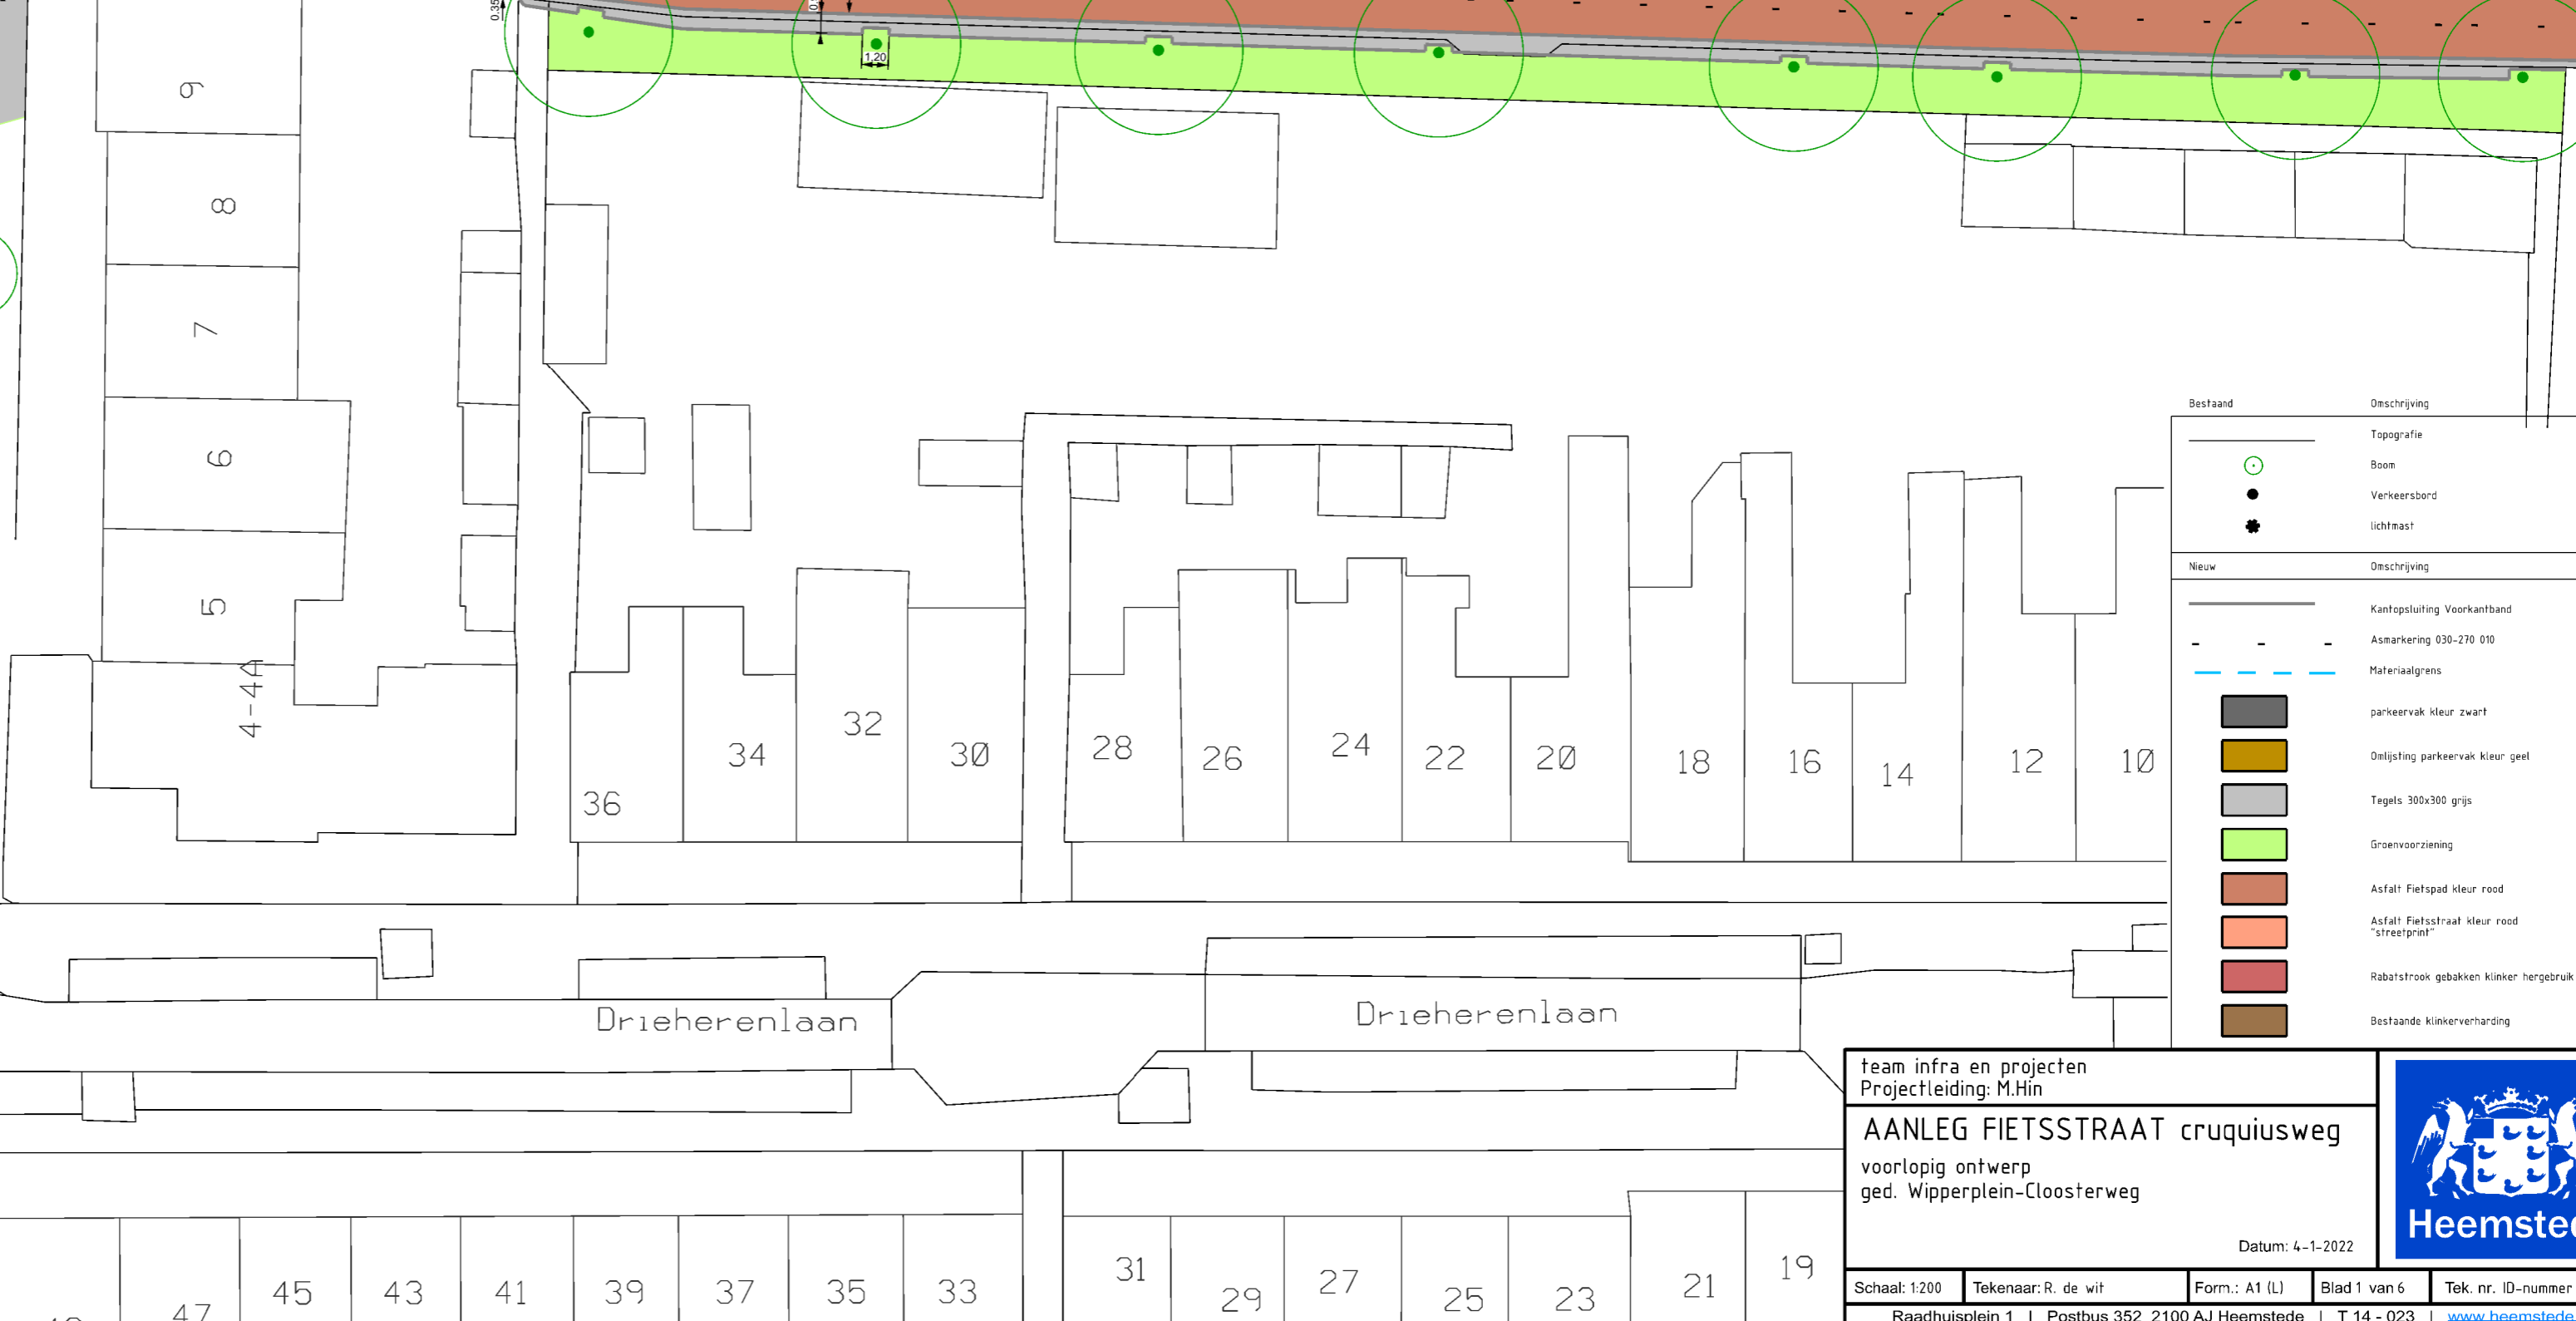 0.35
1,20
9
8
7
6
5
4-4A
36
34
32
30
28
26
24
22
20
18
16
14
12
10
Drieherenlaan
Drieherenlaan
47
45
43
41
39
37
35
33
31
29
27
25
23
21
19
Bestaand Omschrijving
Topografie
Boom
Verkeersbord
lichtmast
Nieuw Omschrijving
Kantopsluiting Voorkantband
Asmarkering 030-270 010
Materiaalgrens
parkeervak kleur zwart
Omlijsting parkeervak kleur geel
Tegels 300x300 grijs
Groenvoorziening
Asfalt Fietspad kleur rood
Asfalt Fietsstraat kleur rood
"streetprint"
Rabatstrook gebakken klinker hergebruik
Bestaande klinkerverharding
team infra en projecten
Projectleiding: M.Hin
AANLEG FIETSSTRAAT cruquiusweg
voorlopig ontwerp
ged. Wipperplein-Cloosterweg
Datum: 4-1-2022
Heemste
Schaal: 1:200 Tekenaar: R. de wit Form.: A1 (L) Blad 1 van 6 Tek. nr. ID-nummer
Raadhuisplein 1 | Postbus 352, 2100 AJ Heemstede | T 14 - 023 | www.heemstede